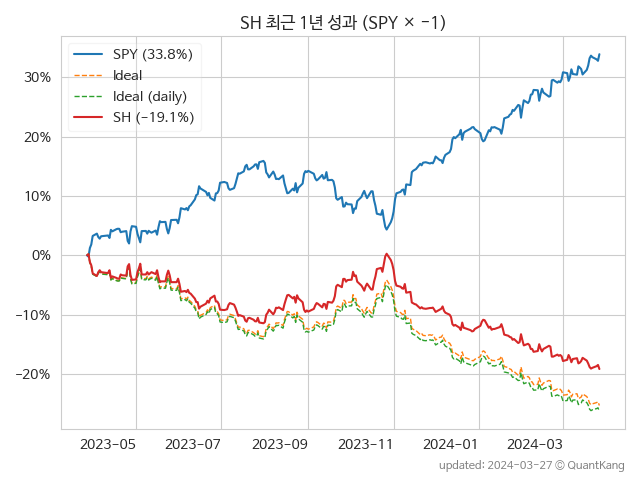 SH 최근 1년 성과 (SPY × −1)
SPY (33.8%)
Ideal
Ideal (daily)
SH (−19.1%)
30%
20%
10%
0%
−10%
−20%
2023-05
2023-07
2023-09
2023-11
2024-01
2024-03
updated: 2024-03-27 ⓒ QuantKang